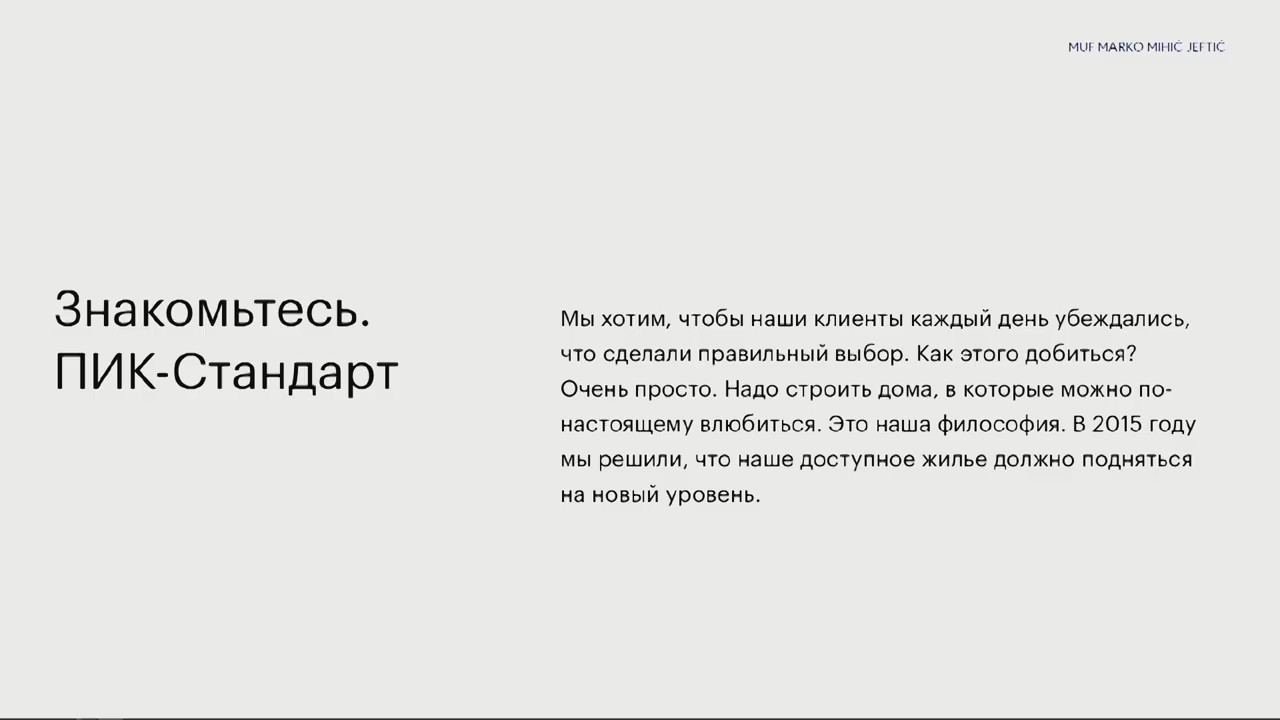 MUF MARKO MIHIĆ JEFTIĆ
Знакомьтесь.
ПИК-Стандарт
Мы хотим, чтобы наши клиенты каждый день убеждались,
что сделали правильный выбор. Как этого добиться?
Очень просто. Надо строить дома, в которые можно по-
настоящему влюбиться. Это наша философия. В 2015 году
мы решили, что наше доступное жилье должно подняться
на новый уровень.